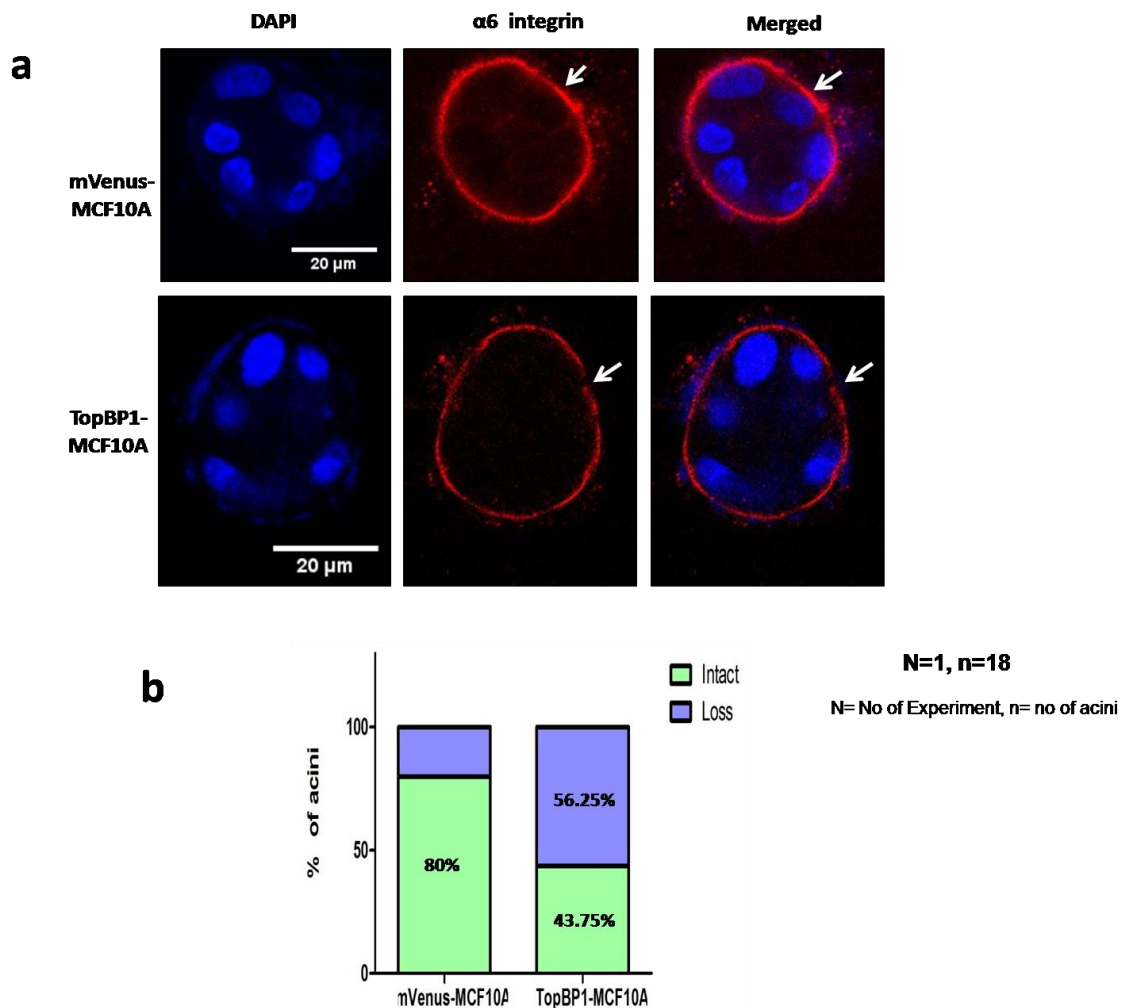 DAPI
α6 integrin
Merged
a
mVenus-
MCF10A
20 µm
TopBP1-
MCF10A
20 µm
b
N=1, n=18
N= No of Experiment, n= no of acini
Intact
Loss
% of acini
100
50
0
80%
56.25%
43.75%
mVenus-MCF10A
TopBP1-MCF10A